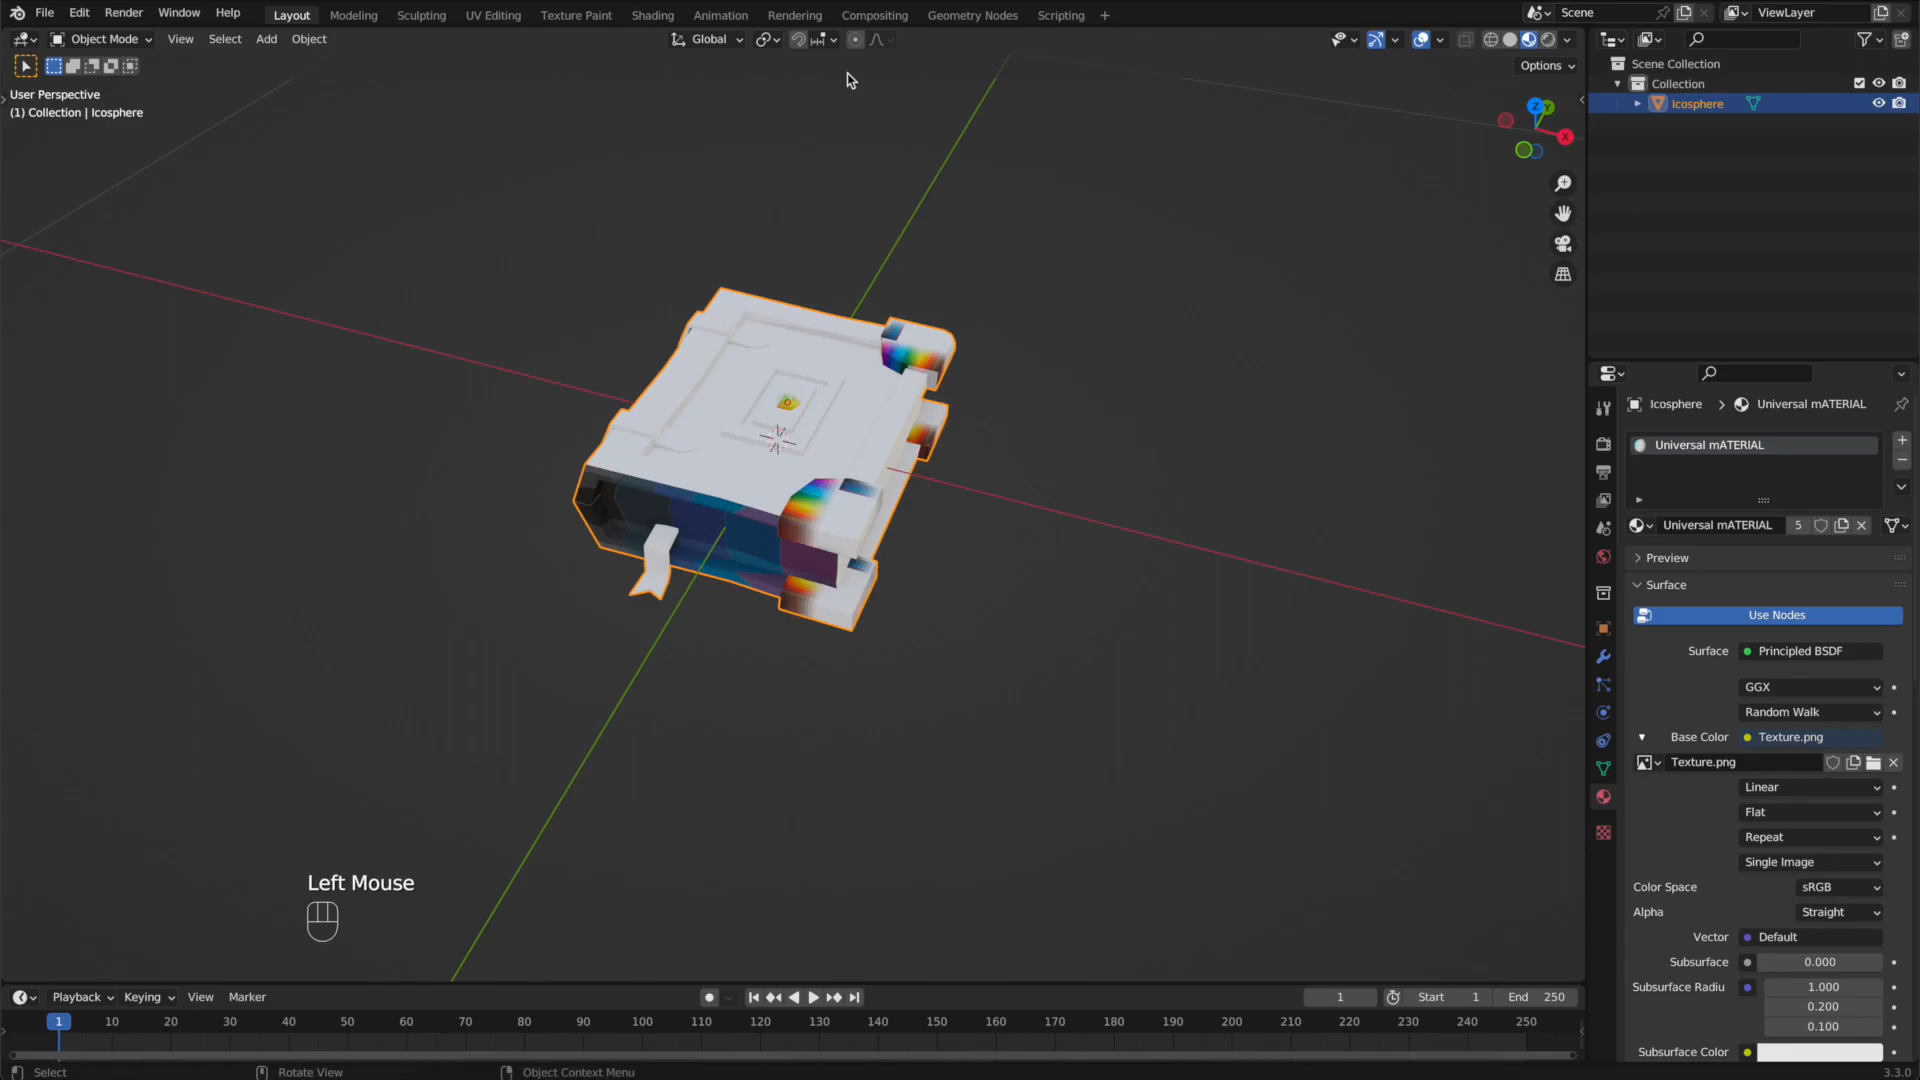 File Edit Render Window Help Layout Modeling Sculpting UV Editing Texture Paint Shading Animation Rendering Compositing Geometry Nodes Scripting + Scene ViewLayer
Object Mode View Select Add Object Global
Options
User Perspective
(1) Collection | Icosphere
Z Y X
Left Mouse
Scene Collection
Collection
Icosphere
Icosphere > Universal mATERIAL
Universal mATERIAL
Universal mATERIAL 5
Preview
Surface
Use Nodes
Surface Principled BSDF
GGX
Random Walk
Base Color Texture.png
Texture.png
Linear
Flat
Repeat
Single Image
Color Space sRGB
Alpha Straight
Vector Default
Subsurface 0.000
Subsurface Radiu 1.000
0.200
0.100
Subsurface Color
Playback Keying View Marker 1 Start 1 End 250
1 10 20 30 40 50 60 70 80 90 100 110 120 130 140 150 160 170 180 190 200 210 220 230 240 250
Select Rotate View Object Context Menu 3.3.0